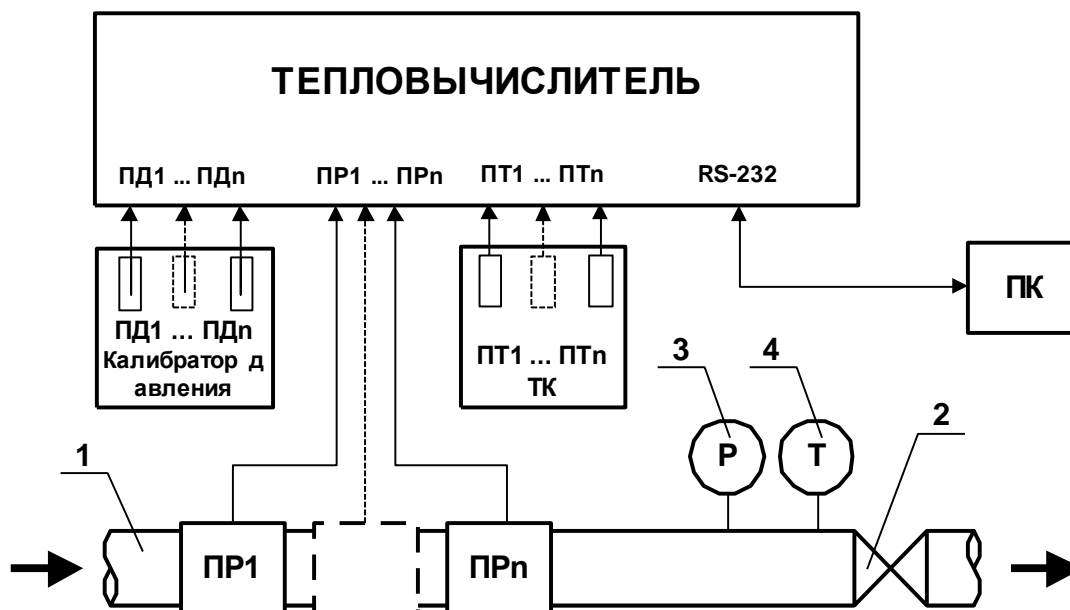 ТЕПЛОВЫЧИСЛИТЕЛЬ
ПД1 ... ПДn ПР1 ... ПРn ПТ1 ... ПТn RS-232
ПК
ПД1 ... ПДn
Калибратор д
авления
ПТ1 ... ПТn
ТК
3 4 2
1
P T
ПР1 ПРn